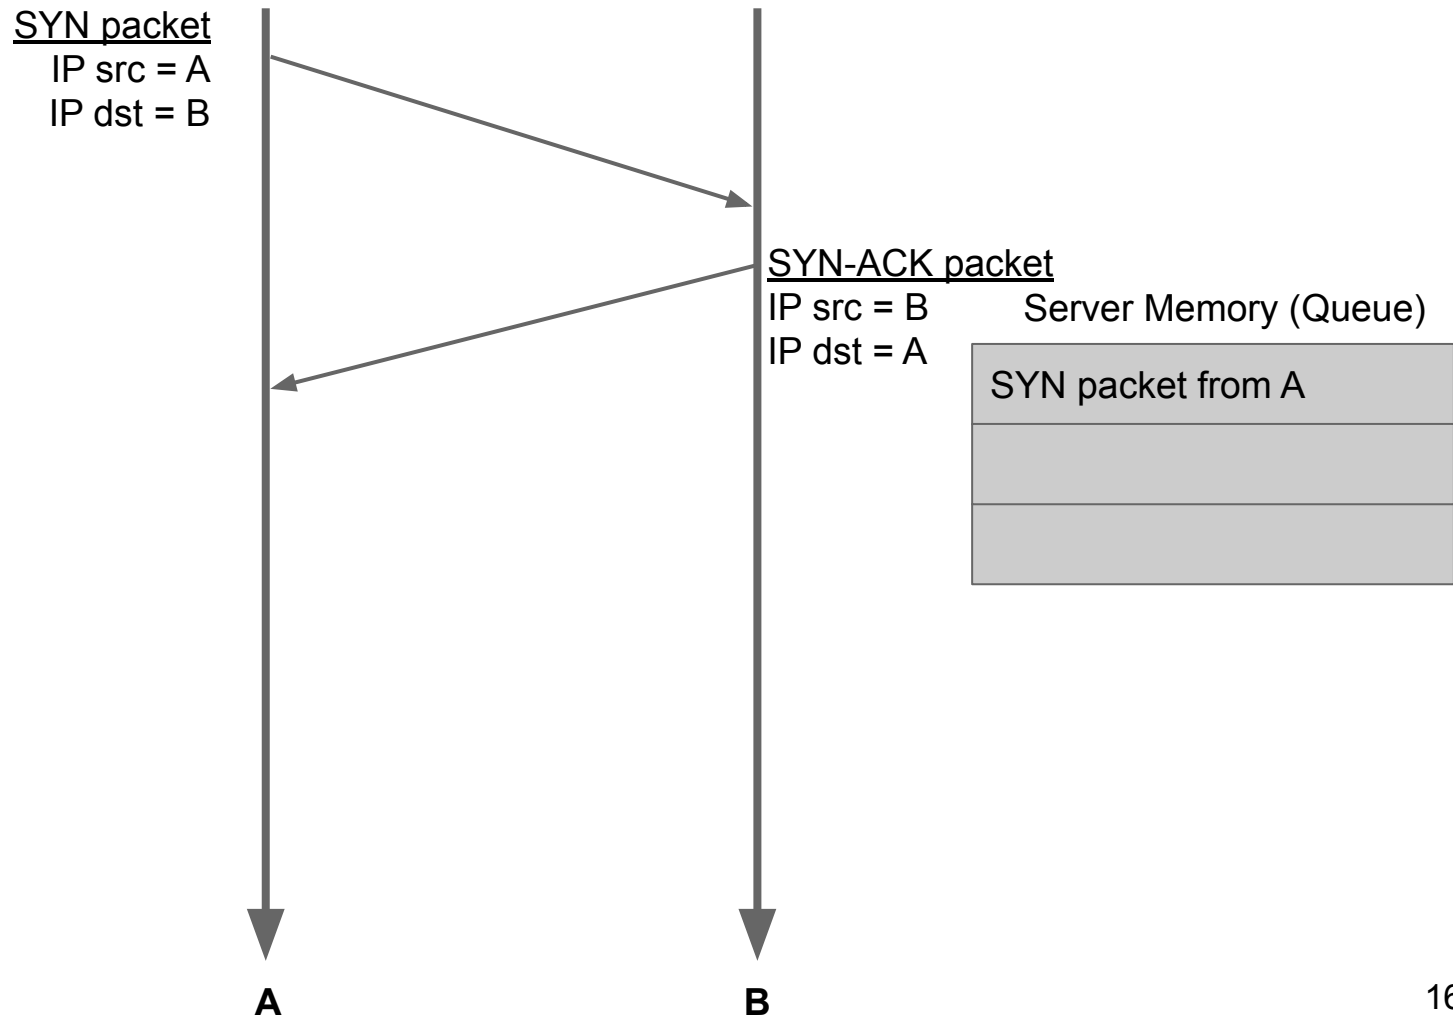 SYN packet
IP src = A
IP dst = B
SYN-ACK packet
IP src = B
IP dst = A
Server Memory (Queue)
SYN packet from A
A
B
16